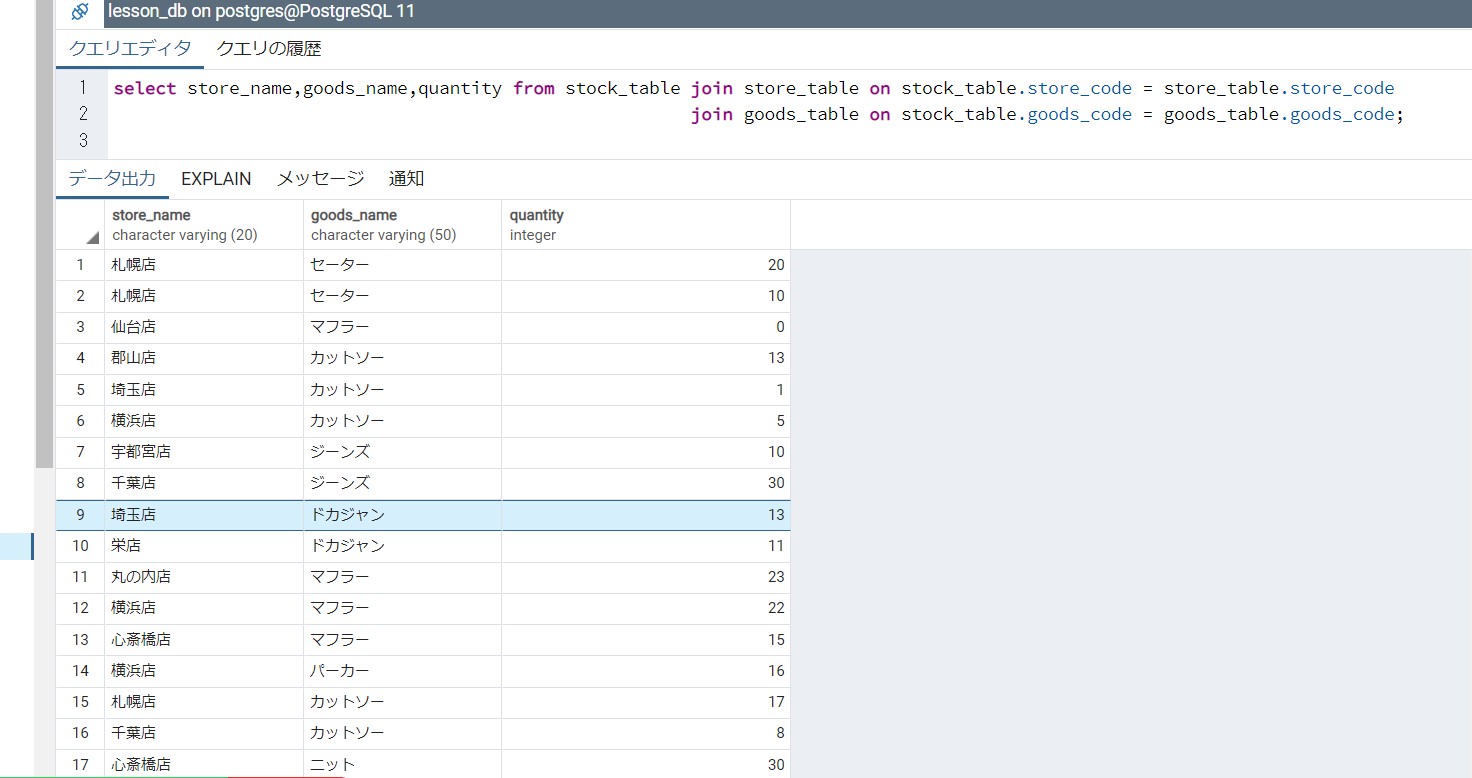 lesson_db on postgres@PostgreSQL 11
クエリエディタ クエリの履歴
1 select store_name,goods_name,quantity from stock_table join store_table on stock_table.store_code = store_table.store_code
2 join goods_table on stock_table.goods_code = goods_table.goods_code;
3
データ出力 EXPLAIN メッセージ 通知
store_name goods_name quantity
character varying (20) character varying (50) integer
1 札幌店 セーター 20
2 札幌店 セーター 10
3 仙台店 マフラー 0
4 郡山店 カットソー 13
5 埼玉店 カットソー 1
6 横浜店 カットソー 5
7 宇都宮店 ジーンズ 10
8 千葉店 ジーンズ 30
9 埼玉店 ドカジャン 13
10 栄店 ドカジャン 11
11 丸の内店 マフラー 23
12 横浜店 マフラー 22
13 心斎橋店 マフラー 15
14 横浜店 パーカー 16
15 札幌店 カットソー 17
16 千葉店 カットソー 8
17 心斎橋店 ニット 30